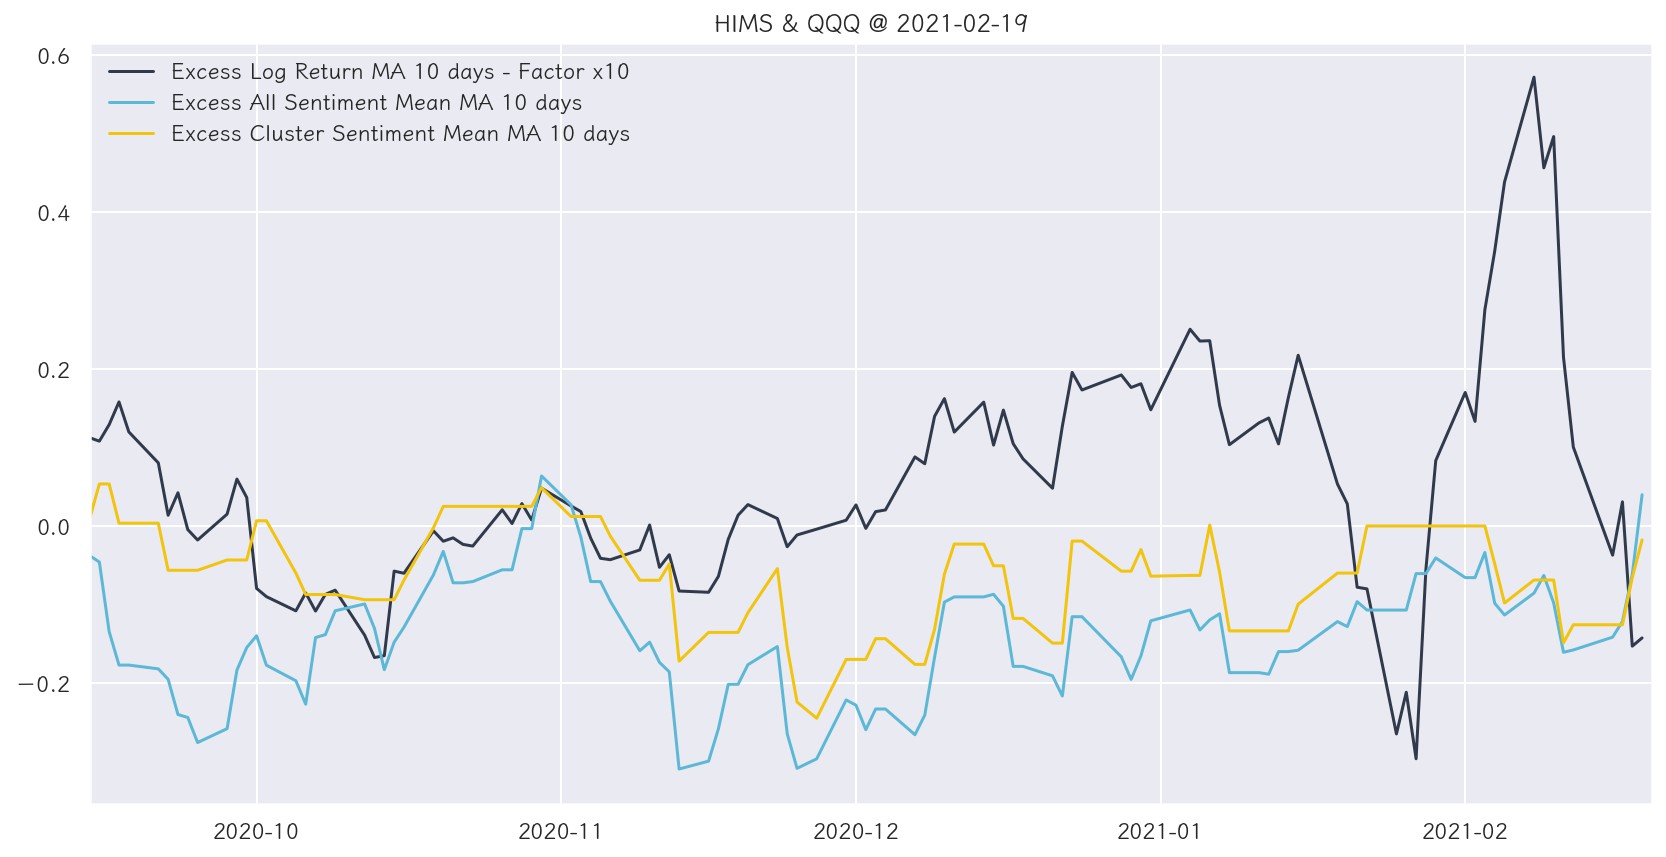 HIMS & QQQ @ 2021-02-19
Excess Log Return MA 10 days - Factor x10
Excess All Sentiment Mean MA 10 days
Excess Cluster Sentiment Mean MA 10 days
0.6
0.4
0.2
0.0
−0.2
2020-10 2020-11 2020-12 2021-01 2021-02